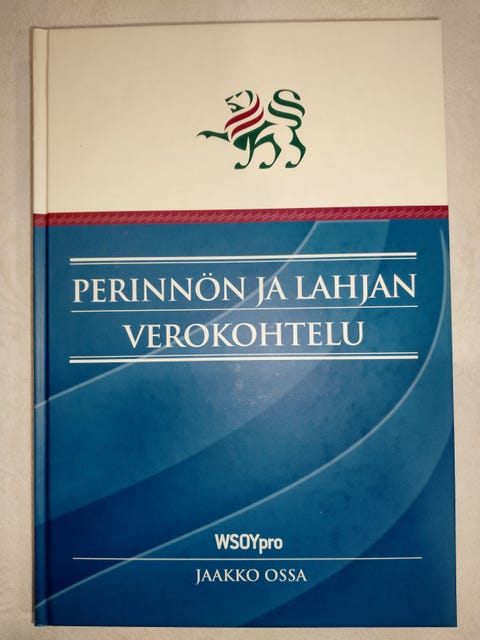 PERINNÖN JA LAHJAN
VEROKOHTELU
WSOYpro
JAAKKO OSSA